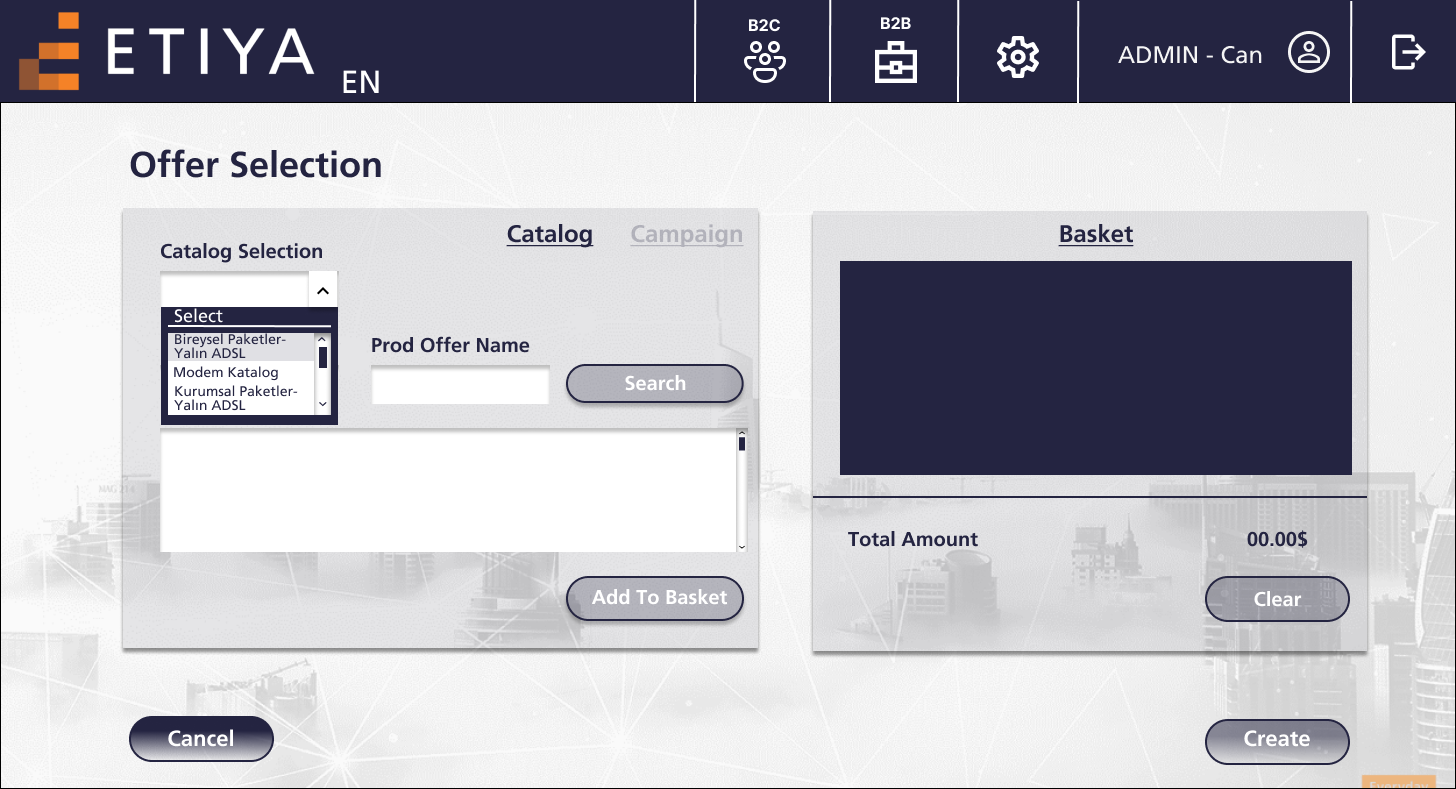 ETIYA
EN
B2C
B2B
ADMIN - Can
Offer Selection
Catalog
Campaign
Catalog Selection
Select
Bireysel Paketler-
Yalın ADSL
Modem Katalog
Kurumsal Paketler-
Yalın ADSL
Prod Offer Name
Search
Add To Basket
Basket
Total Amount
00.00$
Clear
Cancel
Create
Everyday